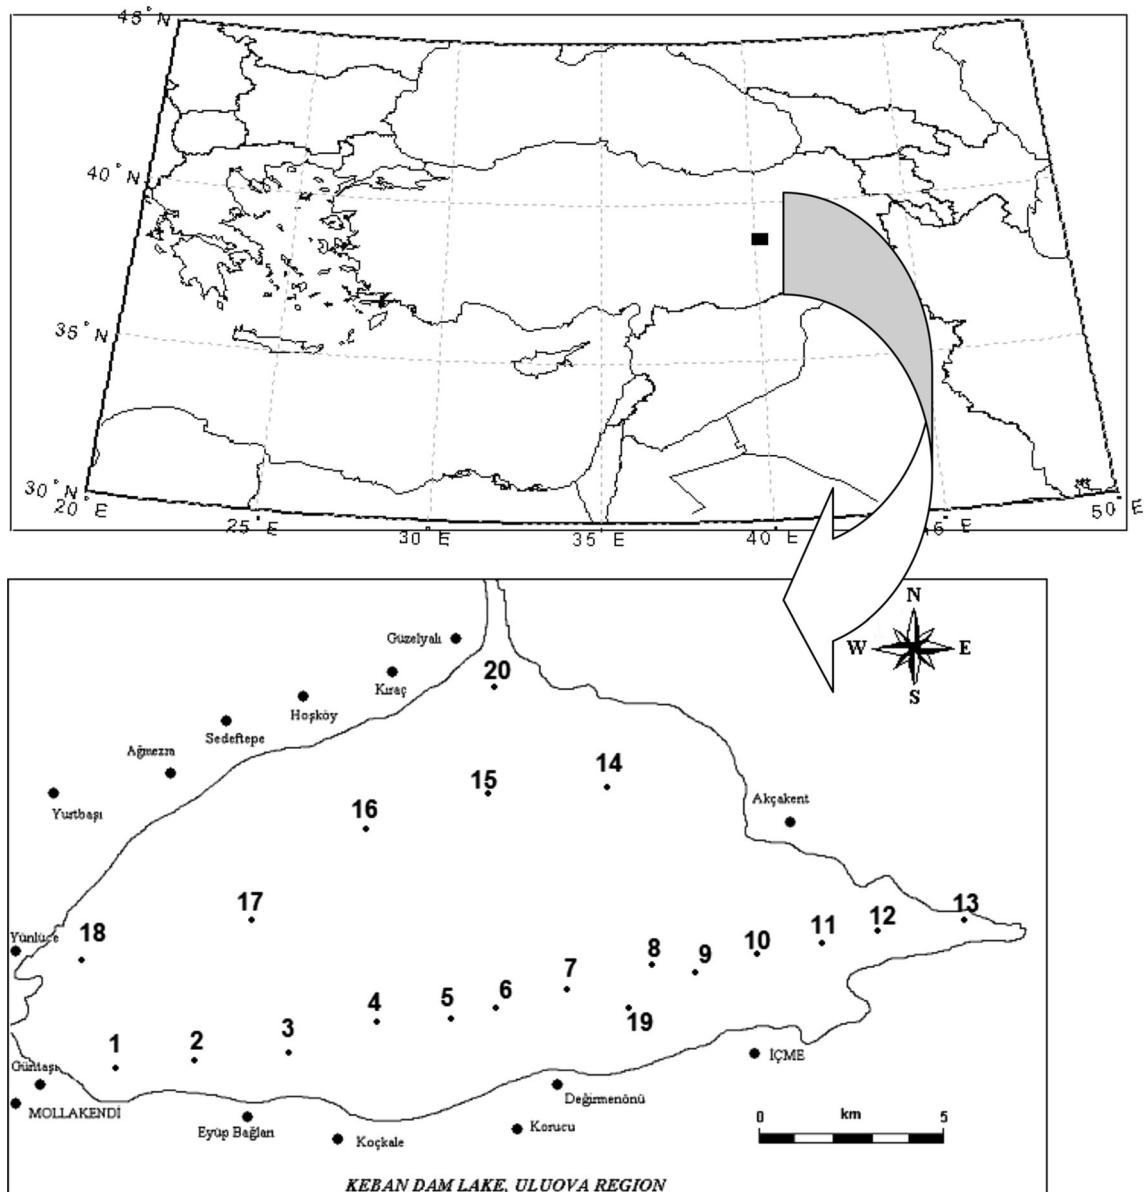 45°N
40°N
35°N
30°N
20°E
25°E
30°E
35°E
40°E
50°E
N
W
E
S
Güzelyalı
20
Kıraç
Hoşköy
Sedeftepe
Ağmezra
Yurtbaşı
14
15
16
Akçakent
17
13
12
18
Yünlüce
11
10
8
9
7
6
5
4
19
3
2
1
İÇME
Güntaşı
MOLLAKENDİ
Değirmenönü
Eyüp Bağları
Koçkale
Korucu
0
km
5
KEBAN DAM LAKE, ULUOVA REGION